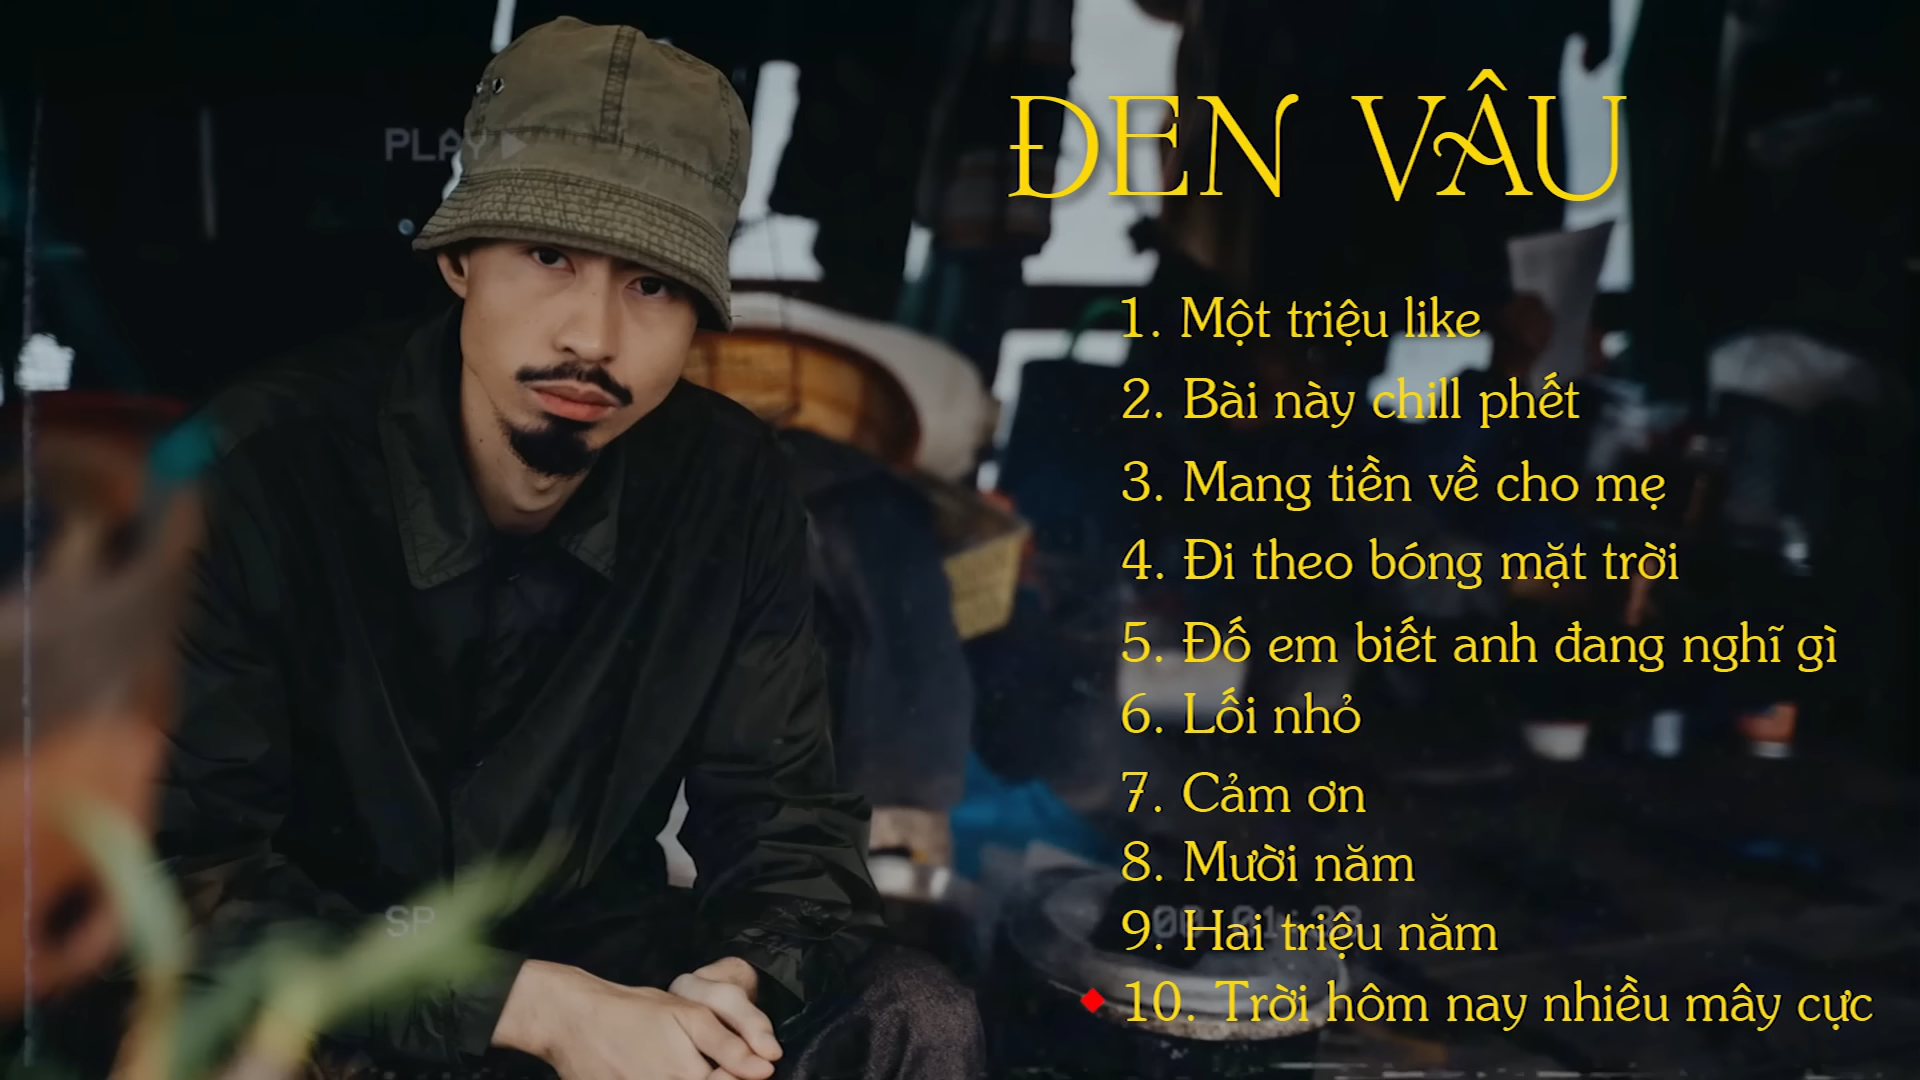 PLAY
ĐEN VÂU
1. Một triệu like
2. Bài này chill phết
3. Mang tiền về cho mẹ
4. Đi theo bóng mặt trời
5. Đố em biết anh đang nghĩ gì
6. Lối nhỏ
7. Cảm ơn
8. Mười năm
SP
9. Hai triệu năm
10. Trời hôm nay nhiều mây cực